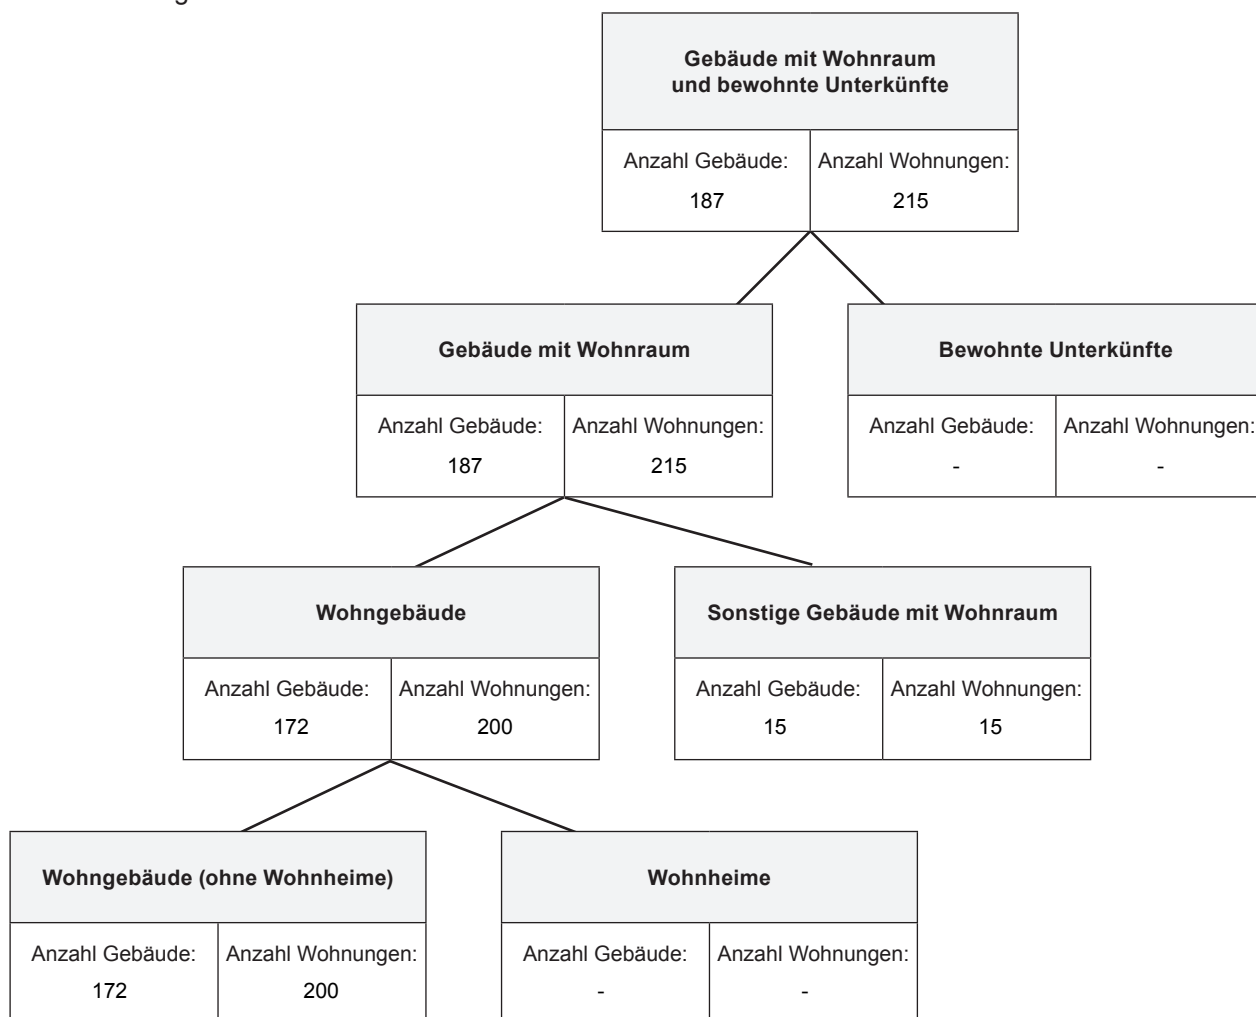 Gebäude mit Wohnraum
und bewohnte Unterkünfte
Anzahl Gebäude: Anzahl Wohnungen:
187 215
Gebäude mit Wohnraum
Anzahl Gebäude: Anzahl Wohnungen:
187 215
Bewohnte Unterkünfte
Anzahl Gebäude: Anzahl Wohnungen:
- -
Wohngebäude
Anzahl Gebäude: Anzahl Wohnungen:
172 200
Sonstige Gebäude mit Wohnraum
Anzahl Gebäude: Anzahl Wohnungen:
15 15
Wohngebäude (ohne Wohnheime)
Anzahl Gebäude: Anzahl Wohnungen:
172 200
Wohnheime
Anzahl Gebäude: Anzahl Wohnungen:
- -